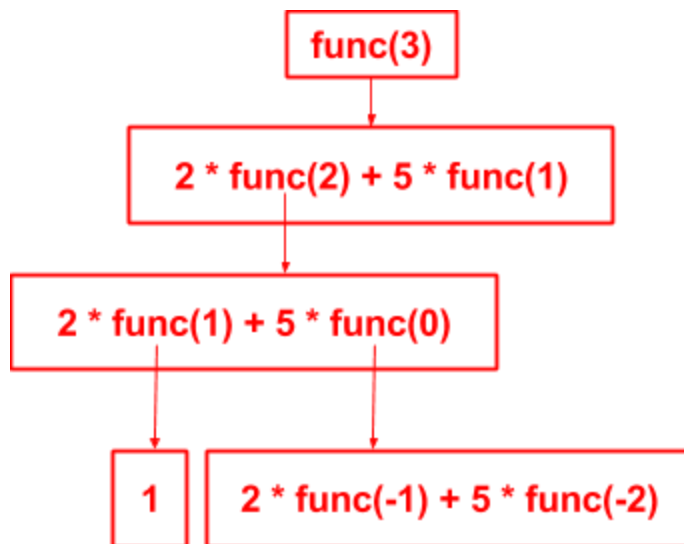 func(3)
2 * func(2) + 5 * func(1)
2 * func(1) + 5 * func(0)
1
2 * func(-1) + 5 * func(-2)